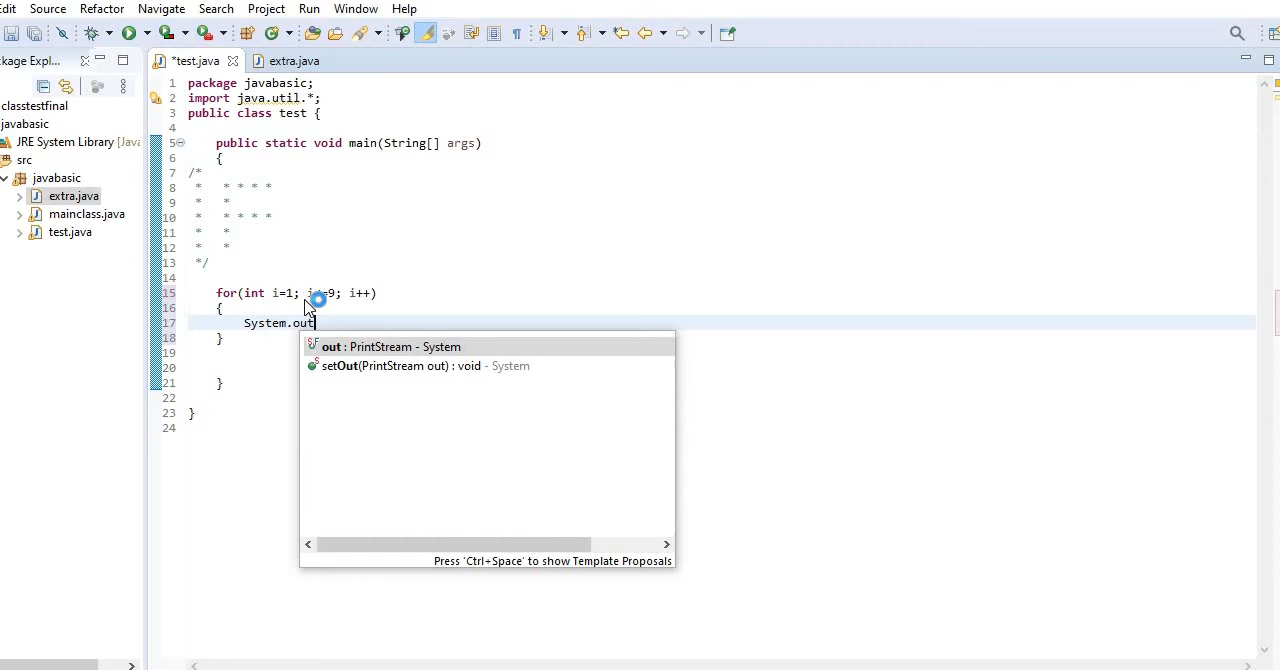 Source Refactor Navigate Search Project Run Window Help
*test.java extra.java
classtestfinal
javabasic
JRE System Library [Java
src
javabasic
extra.java
mainclass.java
test.java
1 package javabasic;
2 import java.util.*;
3 public class test {
4
5 public static void main(String[] args)
6 {
7 /*
8 * * * * *
9 * *
10 * * * * *
11 * *
12 * *
13 */
14
15 for(int i=1; 9; i++)
16 {
17 System.out
18 }
19
20
21 }
22
23 }
24
out : PrintStream - System
setOut(PrintStream out) : void - System
Press 'Ctrl+Space' to show Template Proposals